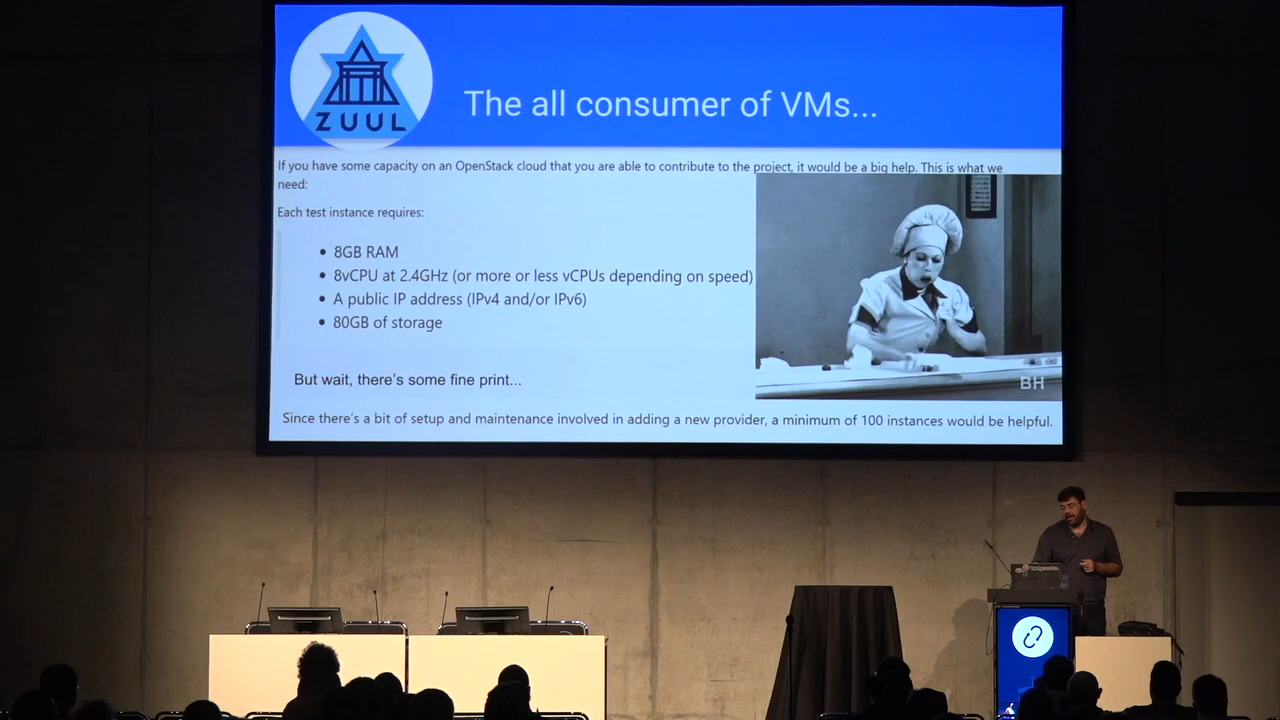 ZUUL
The all consumer of VMs...
If you have some capacity on an OpenStack cloud that you are able to contribute to the project, it would be a big help. This is what we
need:
Each test instance requires:
• 8GB RAM
• 8vCPU at 2.4GHz (or more or less vCPUs depending on speed)
• A public IP address (IPv4 and/or IPv6)
• 80GB of storage
BH
But wait, there's some fine print...
Since there's a bit of setup and maintenance involved in adding a new provider, a minimum of 100 instances would be helpful.